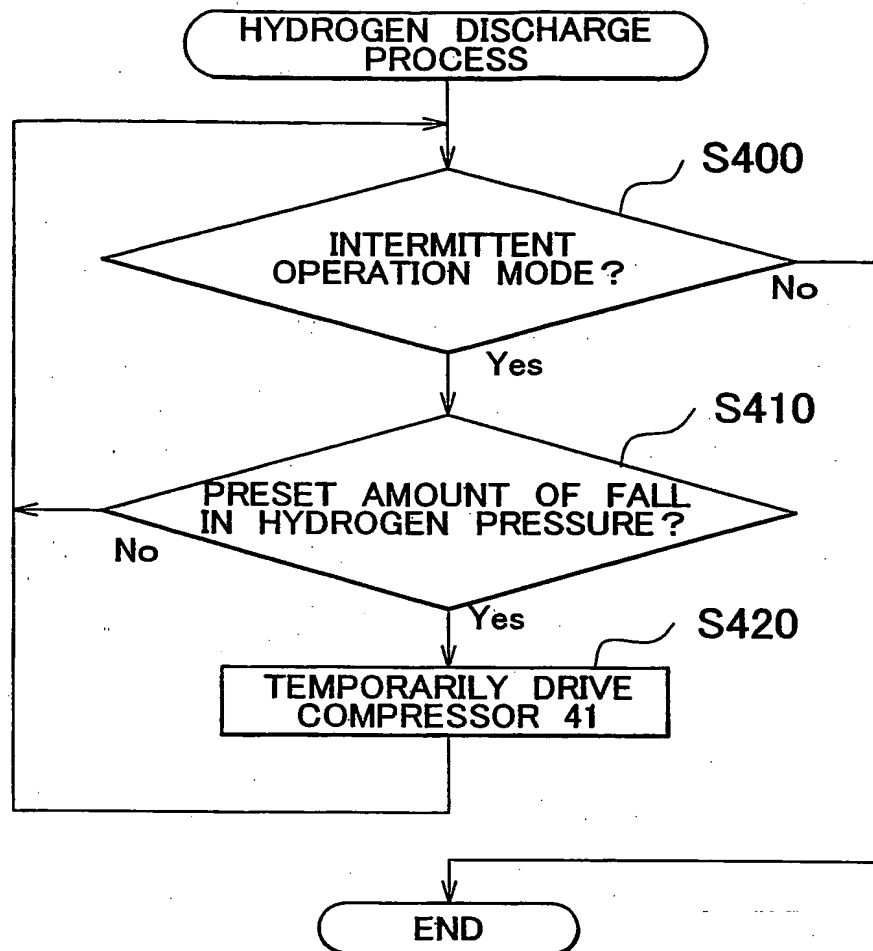 HYDROGEN DISCHARGE
PROCESS
S400
INTERMITTENT
OPERATION MODE?
No
Yes
S410
PRESET AMOUNT OF FALL
IN HYDROGEN PRESSURE?
No
Yes
S420
TEMPORARILY DRIVE
COMPRESSOR 41
END